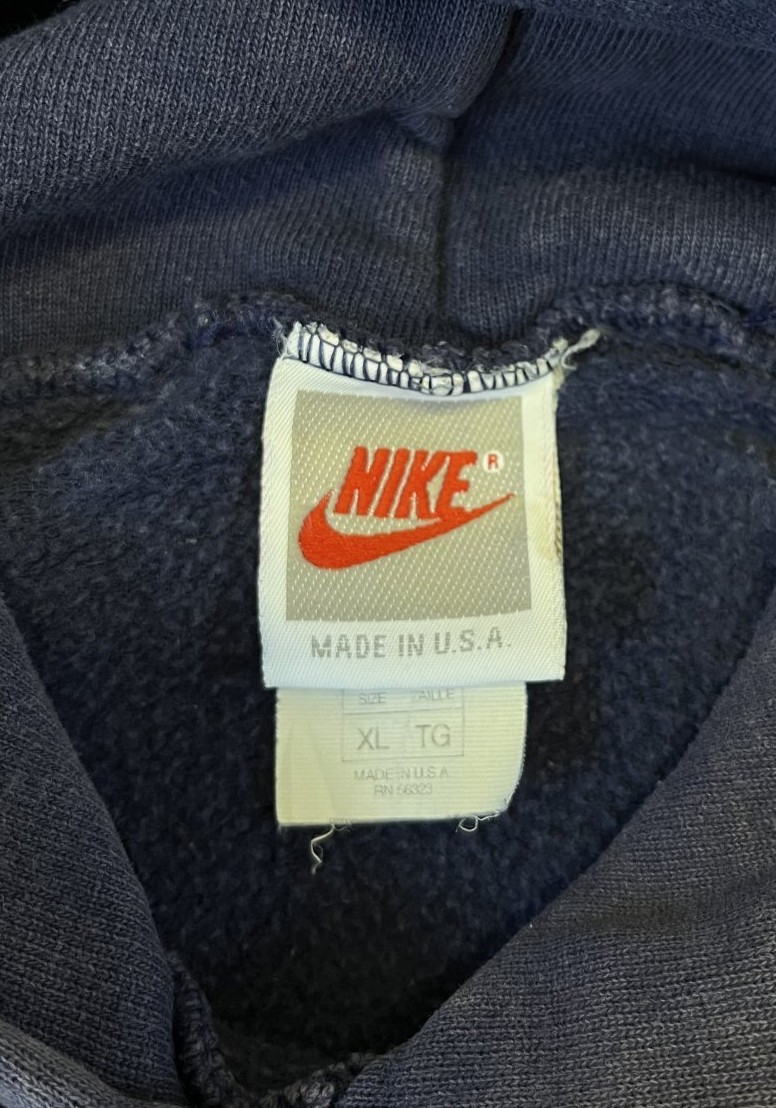 NIKE ®
MADE IN U.S.A.
SIZE TAILLE
XL TG
MADE IN U.S.A.
RN 56323